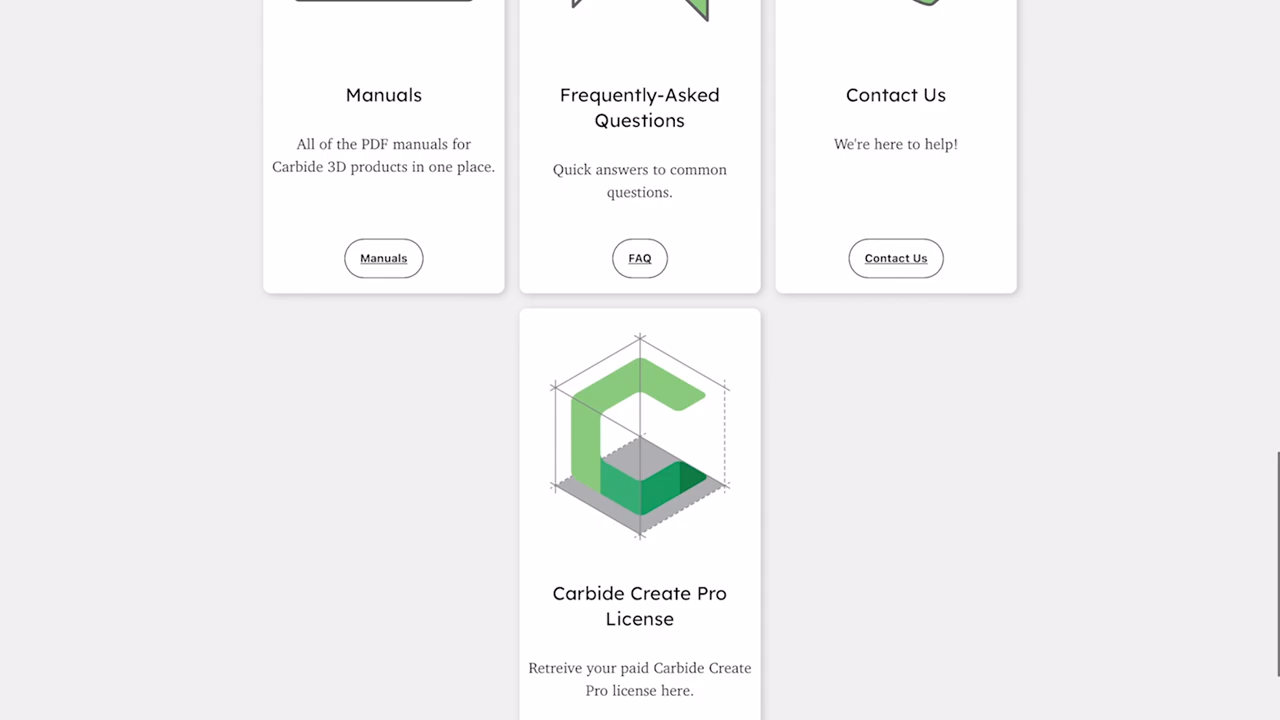 Manuals
All of the PDF manuals for
Carbide 3D products in one place.
Manuals
Frequently-Asked
Questions
Quick answers to common
questions.
FAQ
Contact Us
We're here to help!
Contact Us
Carbide Create Pro
License
Retreive your paid Carbide Create
Pro license here.